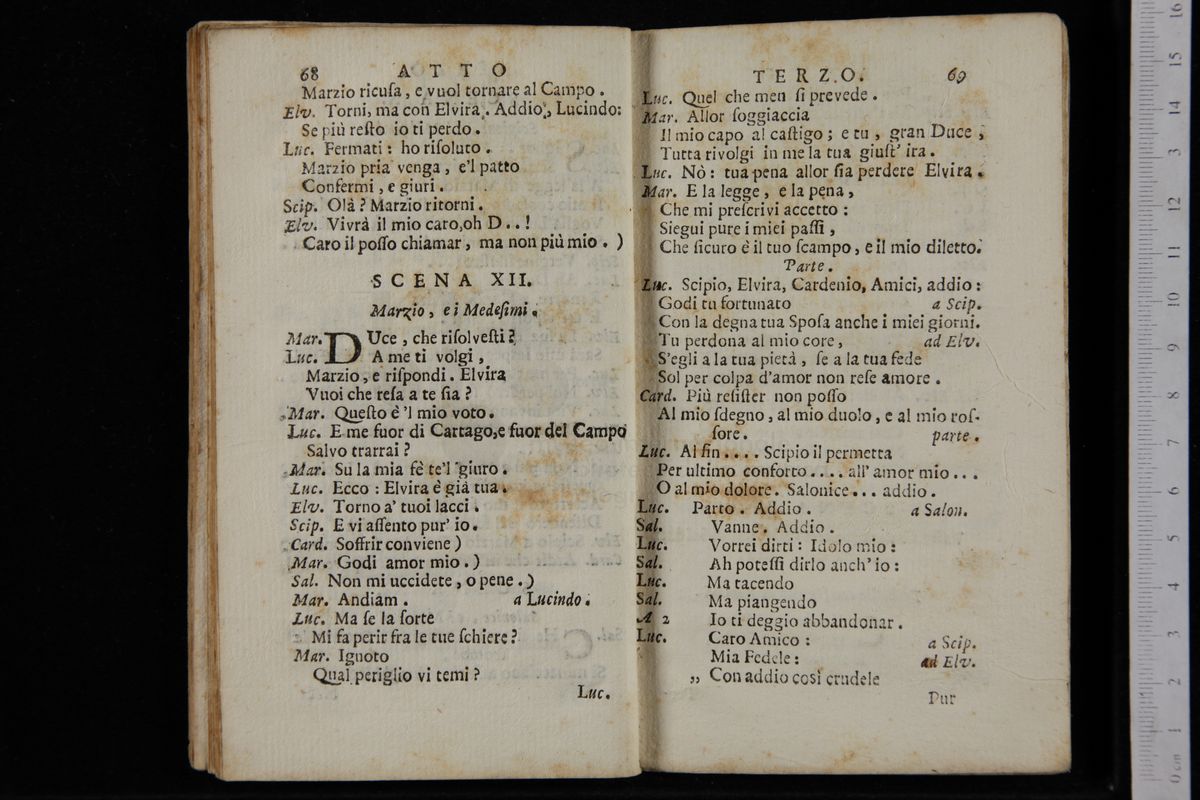 68 ATTO
Marzio ricuſa, e vuol tornare al Campo.
Elv. Torni, ma con Elvira. Addio, Lucindo:
Se più reſto io ti perdo.
Luc. Fermati: ho riſoluto.
Marzio pria venga, e'l patto
Confermi, e giuri.
Scip. Olà? Marzio ritorni.
Elv. Vivrà il mio caro, oh D..!
Caro il poſſo chiamar, ma non più mio. )
SCENA XII.
Marzio, e i Medeſimi.
Mar. DUce, che riſolveſti?
Luc. A me ti volgi,
Marzio, e riſpondi. Elvira
Vuoi che reſa a te ſia?
Mar. Queſto è 'l mio voto.
Luc. E me fuor di Cartago, e fuor del Campo
Salvo trarrai?
Mar. Su la mia fè te'l giuro.
Luc. Ecco: Elvira è già tua.
Elv. Torno a' tuoi lacci.
Scip. E vi aſſento pur' io.
Card. Soffrir conviene)
Mar. Godi amor mio.)
Sal. Non mi uccidete, o pene.)
Mar. Andiam. a Lucindo.
Luc. Ma ſe la ſorte
Mi fa perir fra le tue ſchiere?
Mar. Ignoto
Qual periglio vi temi?
Luc.
TERZO. 69
Luc. Quel che men ſi prevede.
Mar. Allor ſoggiaccia
Il mio capo al caſtigo; e tu, gran Duce,
Tutta rivolgi in me la tua giuſt' ira.
Luc. Nò: tua pena allor ſia perdere Elvira.
Mar. E la legge, e la pena,
Che mi preſcrivi accetto:
Siegui pure i miei paſſi,
Che ſicuro è il tuo ſcampo, e il mio diletto.
Parte.
Luc. Scipio, Elvira, Cardenio, Amici, addio:
Godi tu fortunato a Scip.
Con la degna tua Spoſa anche i miei giorni.
Tu perdona al mio core, ad Elv.
S'egli a la tua pietà, ſe a la tua fede
Sol per colpa d'amor non reſe amore.
Card. Più reſiſter non poſſo
Al mio ſdegno, al mio duolo, e al mio roſ-
ſore. parte.
Luc. Al fin.... Scipio il permetta
Per ultimo conforto.... all' amor mio...
O al mio dolore. Salonice... addio.
Luc. Parto. Addio. a Salon.
Sal. Vanne. Addio.
Luc. Vorrei dirti: Idolo mio:
Sal. Ah poteſſi dirlo anch' io:
Luc. Ma tacendo
Sal. Ma piangendo
A 2 Io ti deggio abbandonar.
Luc. Caro Amico: a Scip.
Mia Fedele: ad Elv.
„ Con addio così crudele
Pur